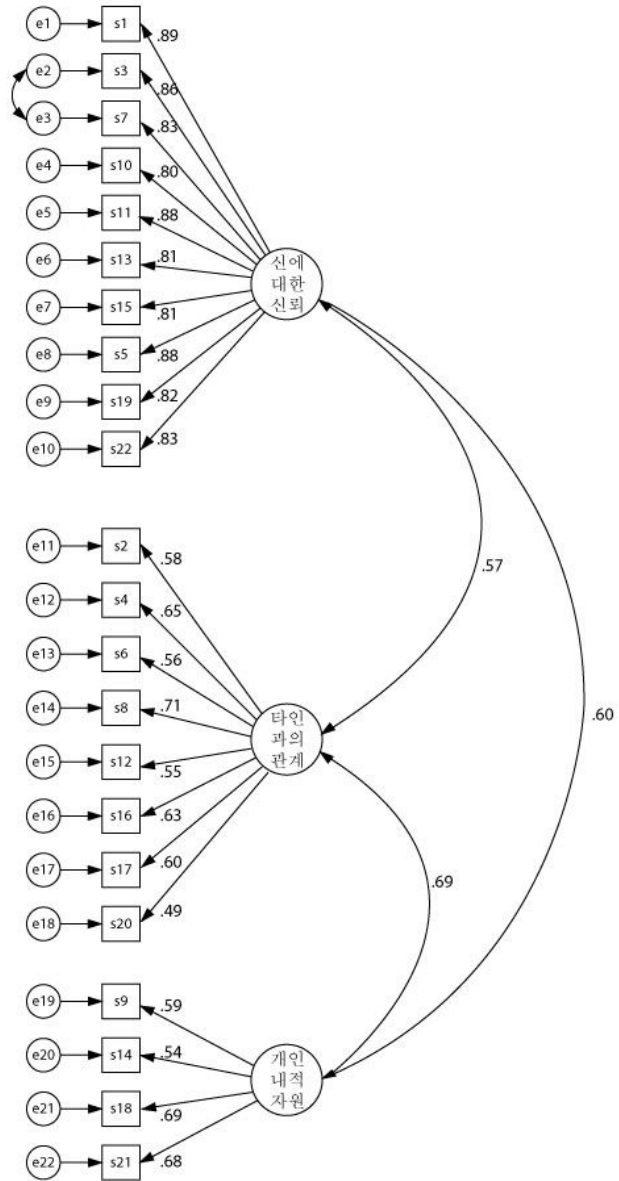 e1 s1 .89
e2 s3 .86
e3 s7 .83
e4 s10 .80
e5 s11 .88
e6 s13 .81
e7 s15 .81
e8 s5 .88
e9 s19 .82
e10 s22 .83
신에
대한
신뢰
.57
.60
e11 s2 .58
e12 s4 .65
e13 s6 .56
e14 s8 .71
e15 s12 .55
e16 s16 .63
e17 s17 .60
e18 s20 .49
타인
과의
관계
.69
e19 s9 .59
e20 s14 .54
e21 s18 .69
e22 s21 .68
개인
내적
자원